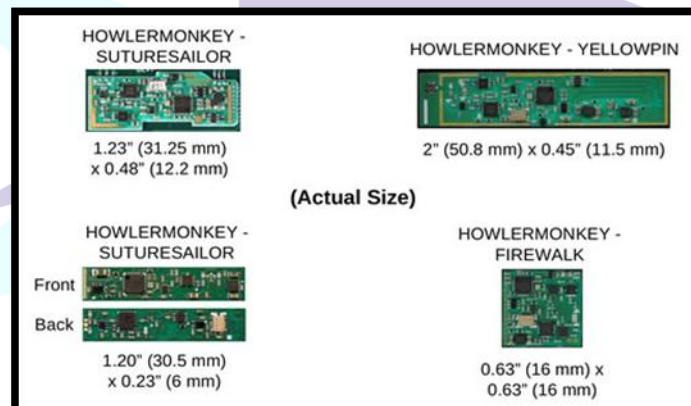 HOWLERMONKEY -
SUTURESAILOR
1.23" (31.25 mm)
x 0.48" (12.2 mm)
HOWLERMONKEY - YELLOWPIN
2" (50.8 mm) x 0.45" (11.5 mm)
(Actual Size)
HOWLERMONKEY -
SUTURESAILOR
Front
Back
1.20" (30.5 mm)
x 0.23" (6 mm)
HOWLERMONKEY -
FIREWALK
0.63" (16 mm) x
0.63" (16 mm)